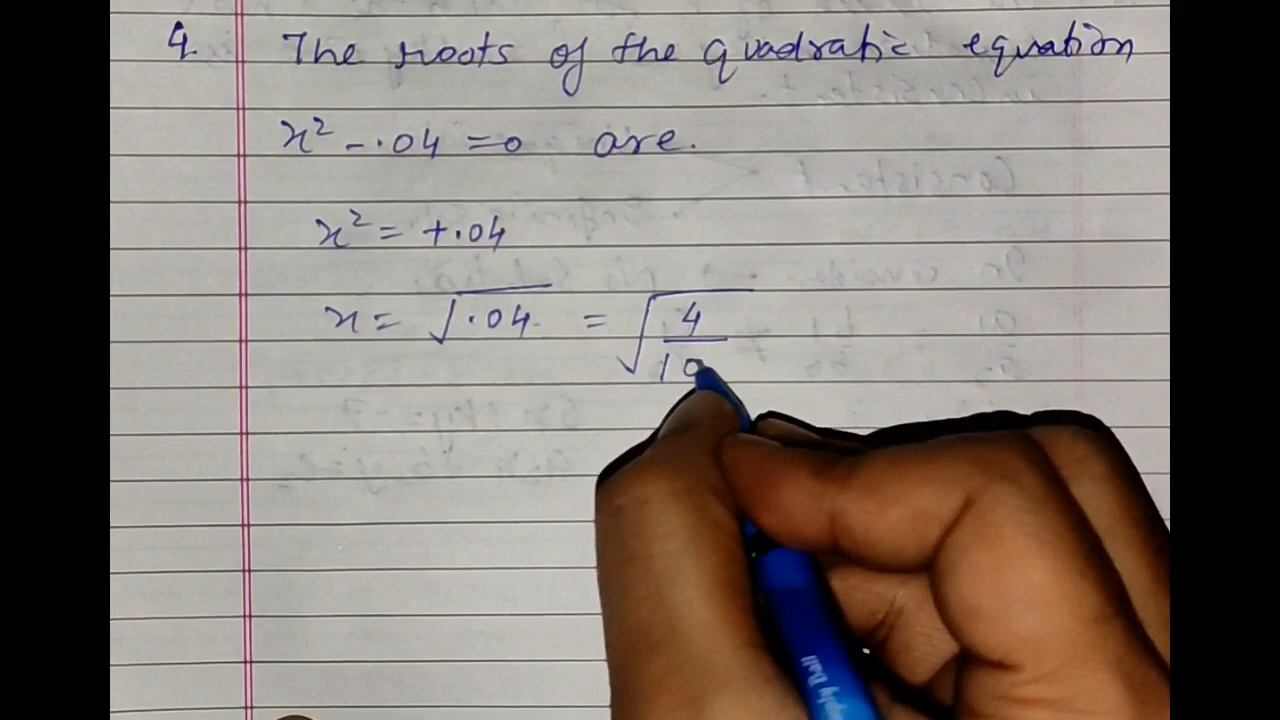 4. The roots of the quadratic equation
x² - .04 = 0 are.
x² = + .04
x = √.04 = √4/10